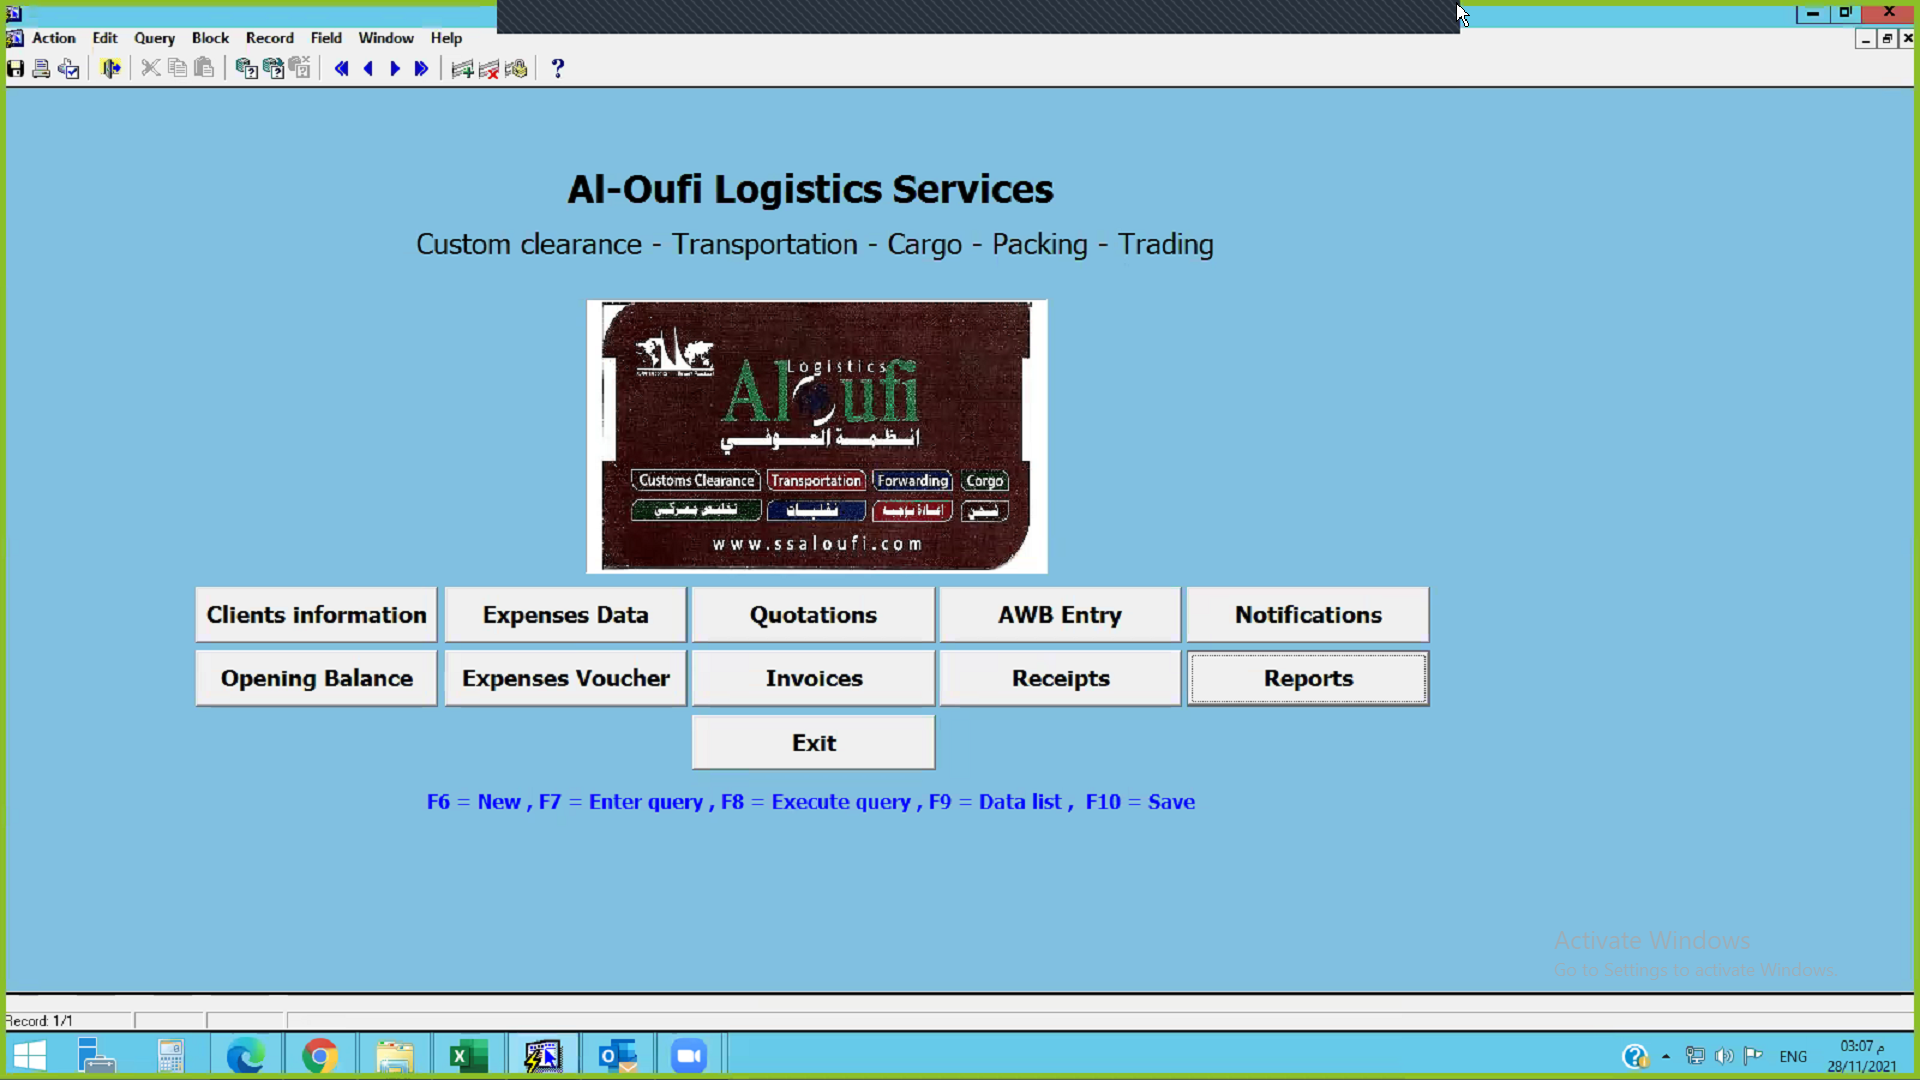 Action Edit Query Block Record Field Window Help
Al-Oufi Logistics Services
Custom clearance - Transportation - Cargo - Packing - Trading
Logistics
Aloufi
انظمة العوفي
Customs Clearance Transportation Forwarding Corgo
تخليص جمركي نقليات إعادة توجيه شحن
www.ssaloufi.com
Clients information Expenses Data Quotations AWB Entry Notifications
Opening Balance Expenses Voucher Invoices Receipts Reports
Exit
F6 = New , F7 = Enter query , F8 = Execute query , F9 = Data list , F10 = Save
Activate Windows
Go to Settings to activate Windows.
Record: 1/1
ENG
03:07 م
28/11/2021